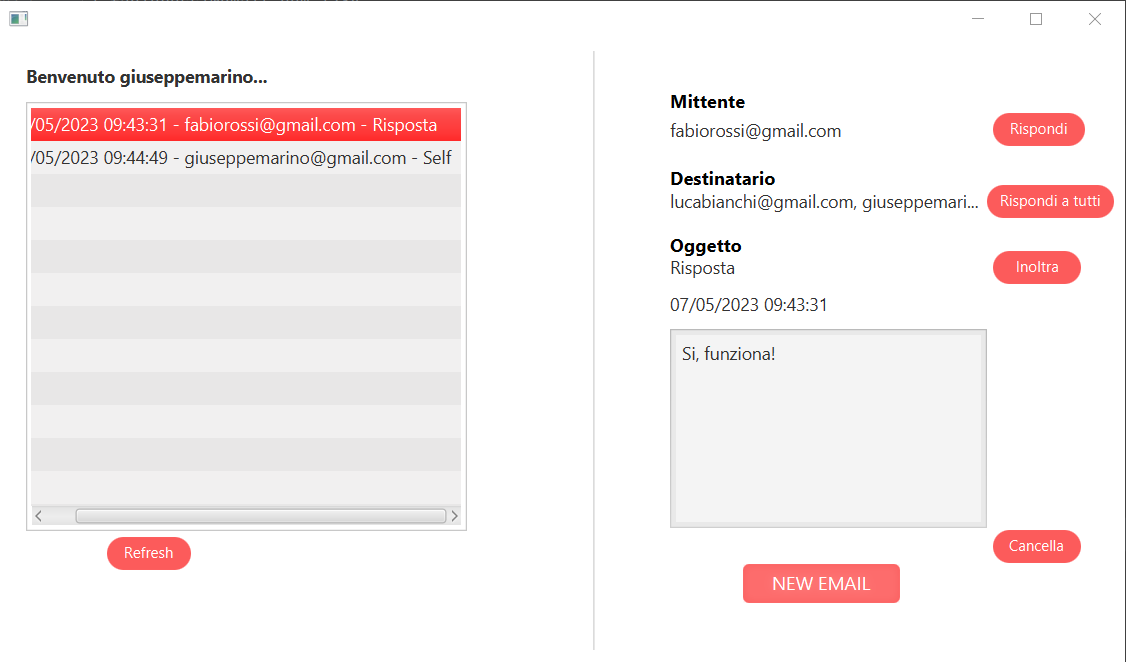 Benvenuto giuseppemarino...
/05/2023 09:43:31 - fabiorossi@gmail.com - Risposta
/05/2023 09:44:49 - giuseppemarino@gmail.com - Self
Refresh
Mittente
fabiorossi@gmail.com
Rispondi
Destinatario
lucabianchi@gmail.com, giuseppemari...
Rispondi a tutti
Oggetto
Risposta
Inoltra
07/05/2023 09:43:31
Si, funziona!
Cancella
NEW EMAIL